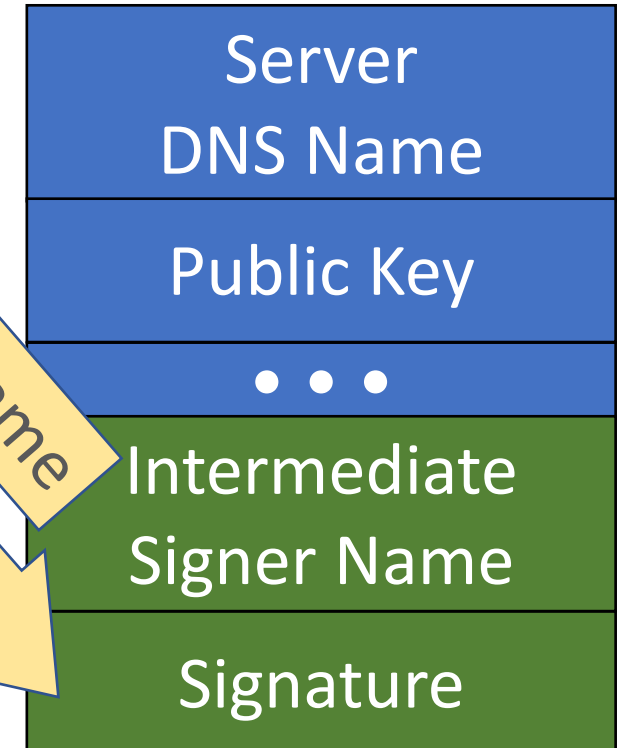 Server
DNS Name
Public Key
• • •
Intermediate
Signer Name
Signature